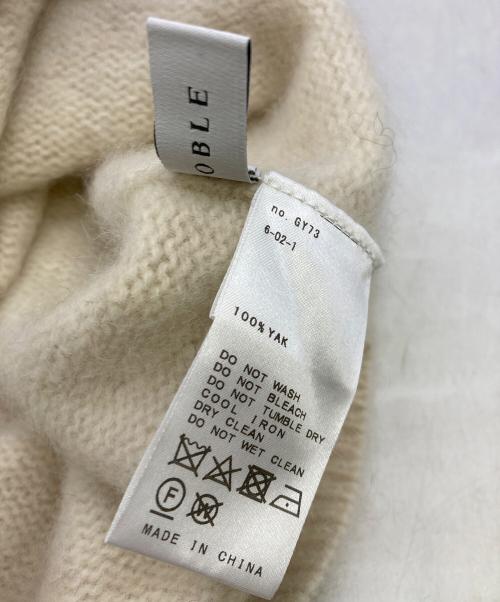 OBLE
no. GY73
6-02-1
100%YAK
DO NOT WASH
DO NOT BLEACH
DO NOT TUMBLE DRY
COOL IRON
DRY CLEAN
DO NOT WET CLEAN
F
W
MADE IN CHINA